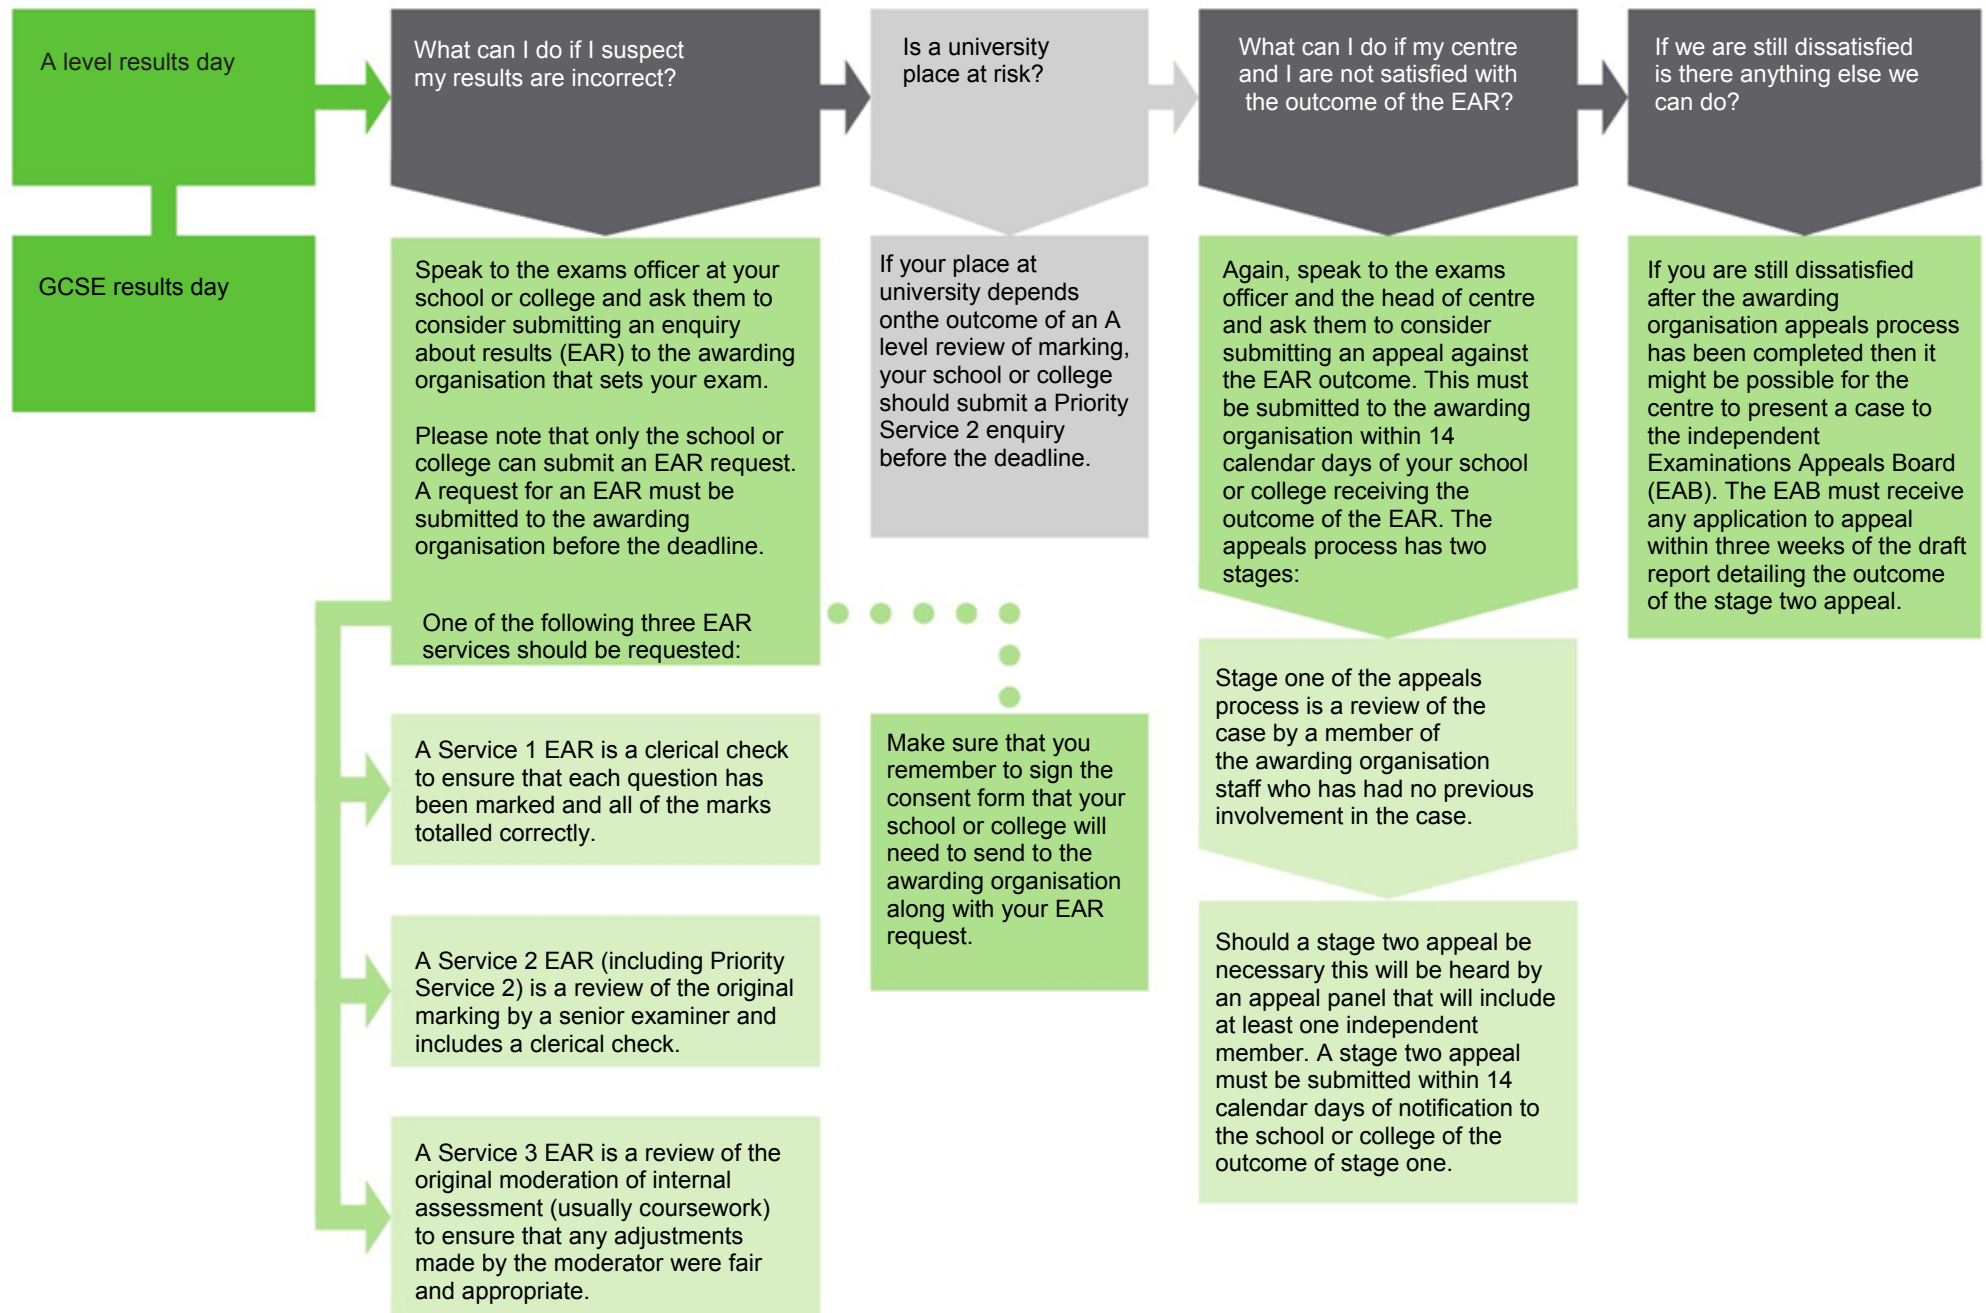 A level results day
GCSE results day
What can I do if I suspect
my results are incorrect?
Speak to the exams officer at your
school or college and ask them to
consider submitting an enquiry
about results (EAR) to the awarding
organisation that sets your exam.
Please note that only the school or
college can submit an EAR request.
A request for an EAR must be
submitted to the awarding
organisation before the deadline.
One of the following three EAR
services should be requested:
A Service 1 EAR is a clerical check
to ensure that each question has
been marked and all of the marks
totalled correctly.
A Service 2 EAR (including Priority
Service 2) is a review of the original
marking by a senior examiner and
includes a clerical check.
A Service 3 EAR is a review of the
original moderation of internal
assessment (usually coursework)
to ensure that any adjustments
made by the moderator were fair
and appropriate.
Is a university
place at risk?
If your place at
university depends
onthe outcome of an A
level review of marking,
your school or college
should submit a Priority
Service 2 enquiry
before the deadline.
Make sure that you
remember to sign the
consent form that your
school or college will
need to send to the
awarding organisation
along with your EAR
request.
What can I do if my centre
and I are not satisfied with
the outcome of the EAR?
Again, speak to the exams
officer and the head of centre
and ask them to consider
submitting an appeal against
the EAR outcome. This must
be submitted to the awarding
organisation within 14
calendar days of your school
or college receiving the
outcome of the EAR. The
appeals process has two
stages:
Stage one of the appeals
process is a review of the
case by a member of
the awarding organisation
staff who has had no previous
involvement in the case.
Should a stage two appeal be
necessary this will be heard by
an appeal panel that will include
at least one independent
member. A stage two appeal
must be submitted within 14
calendar days of notification to
the school or college of the
outcome of stage one.
If we are still dissatisfied
is there anything else we
can do?
If you are still dissatisfied
after the awarding
organisation appeals process
has been completed then it
might be possible for the
centre to present a case to
the independent
Examinations Appeals Board
(EAB). The EAB must receive
any application to appeal
within three weeks of the draft
report detailing the outcome
of the stage two appeal.